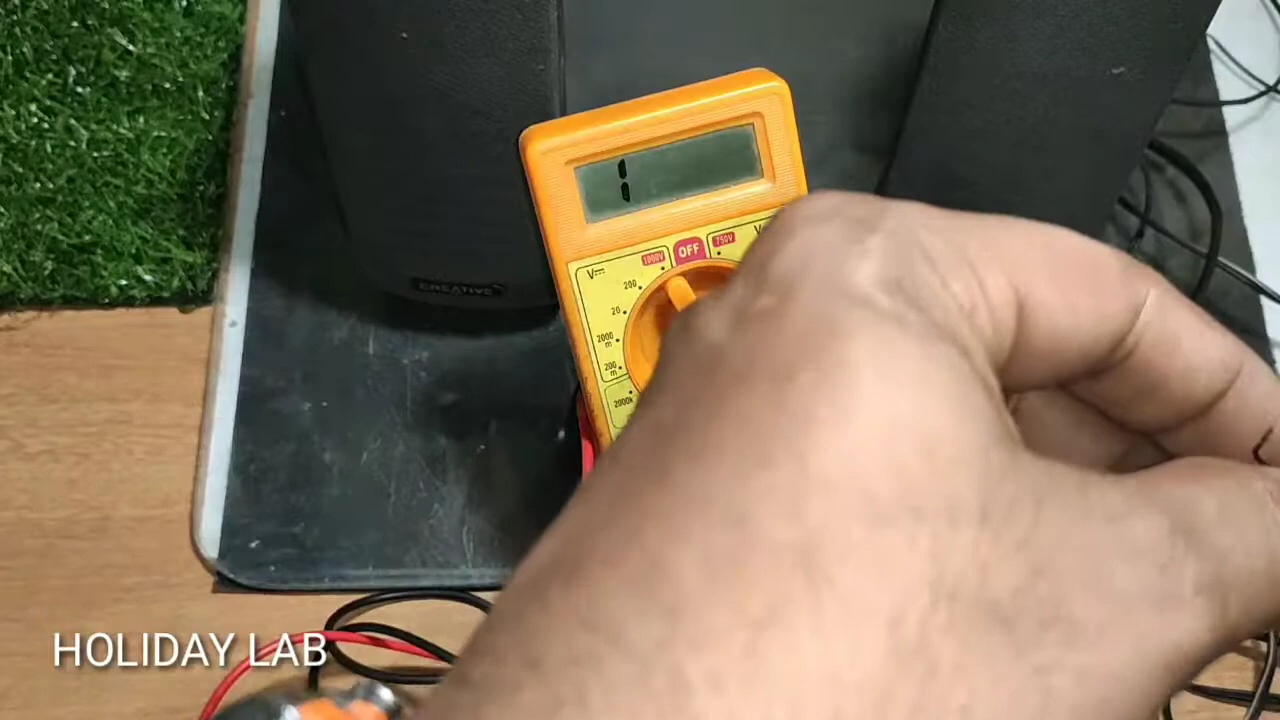 1
1000V
OFF
750V
V
V
200
20
2000
m
200
m
2000k
CREATIVE
HOLIDAY LAB